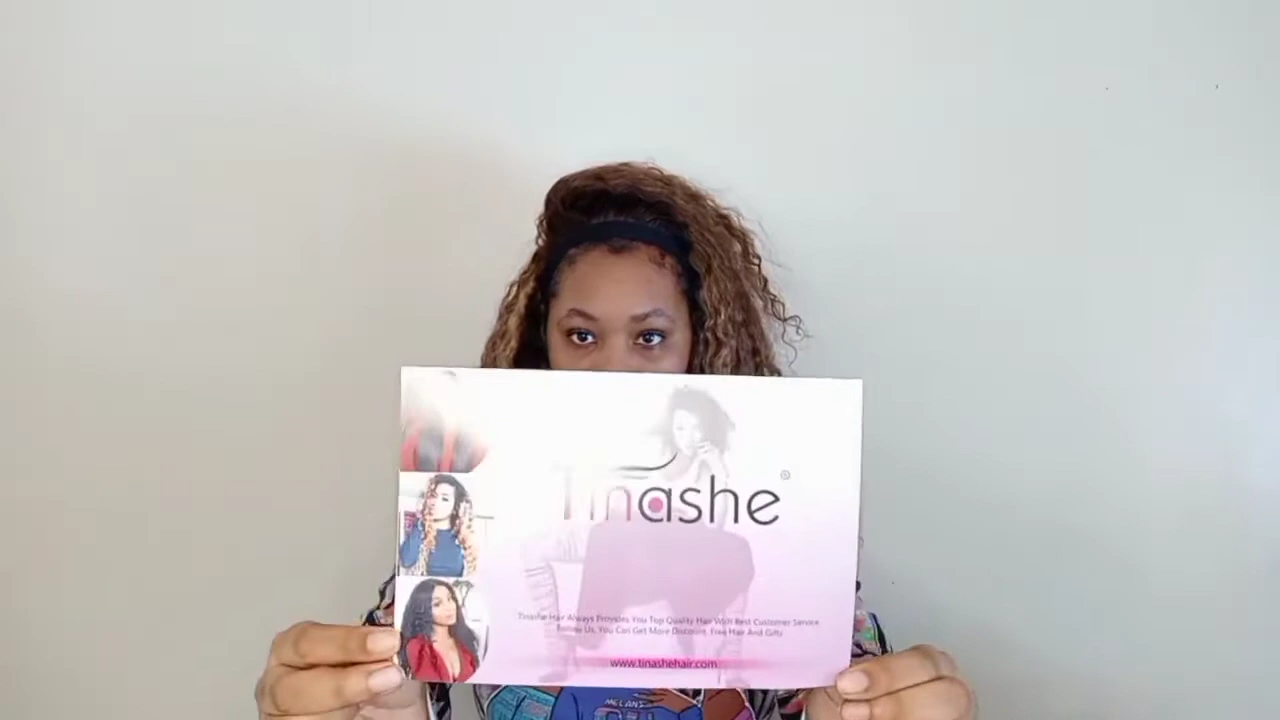 Tinashe®
Tinashe Hair Always Provides You Top Quality Hair With Best Customer Service
Follow Us, You Can Get More Discount, Free Hair And Gifts
www.tinashehair.com